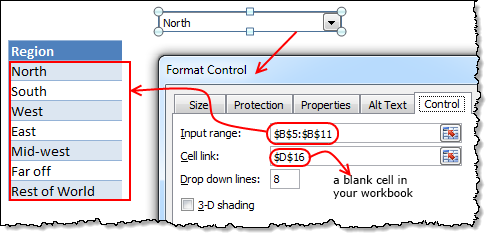 North
Region
North
South
West
East
Mid-west
Far off
Rest of World
Format Control
Size Protection Properties Alt Text Control
Input range: $B$5:$B$11
Cell link: $D$16
Drop down lines: 8
3-D shading
a blank cell in
your workbook